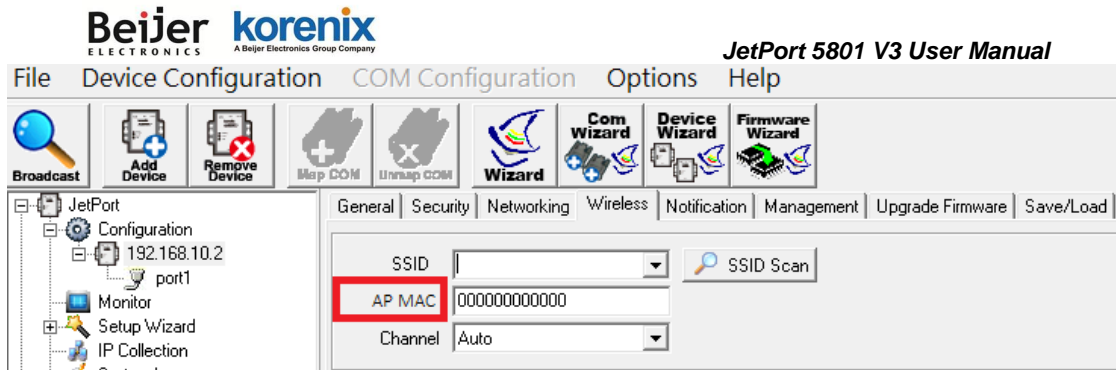 Beijer
ELECTRONICS
korenix
A Beijer Electronics Group Company
JetPort 5801 V3 User Manual
File Device Configuration COM Configuration Options Help
Broadcast
Add Device
Remove Device
Map COM
Unmap COM
Wizard
Com Wizard
Device Wizard
Firmware Wizard
JetPort
Configuration
192.168.10.2
port1
Monitor
Setup Wizard
IP Collection
General Security Networking Wireless Notification Management Upgrade Firmware Save/Load
SSID SSID Scan
AP MAC 000000000000
Channel Auto